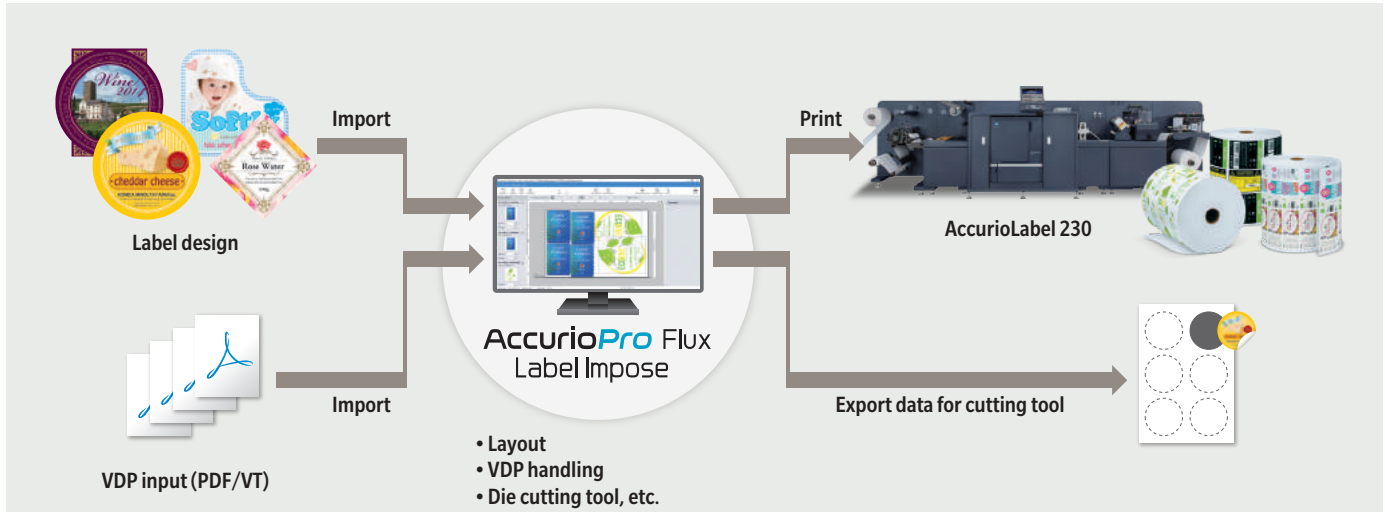 Wine
2014
Soft
cheddar cheese
Rose Water
Label design
Import
VDP input (PDF/VT)
Import
AccurioPro Flux
Label Impose
• Layout
• VDP handling
• Die cutting tool, etc.
Print
AccurioLabel 230
Export data for cutting tool